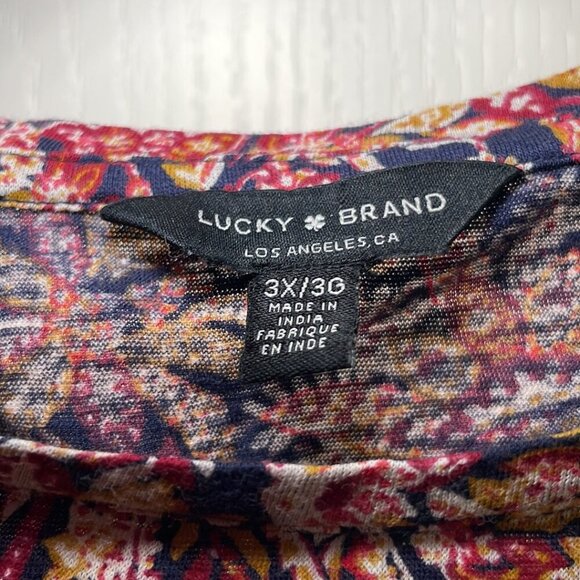 LUCKY BRAND
LOS ANGELES, CA
3X/3G
MADE IN
INDIA
FABRIQUE
EN INDE